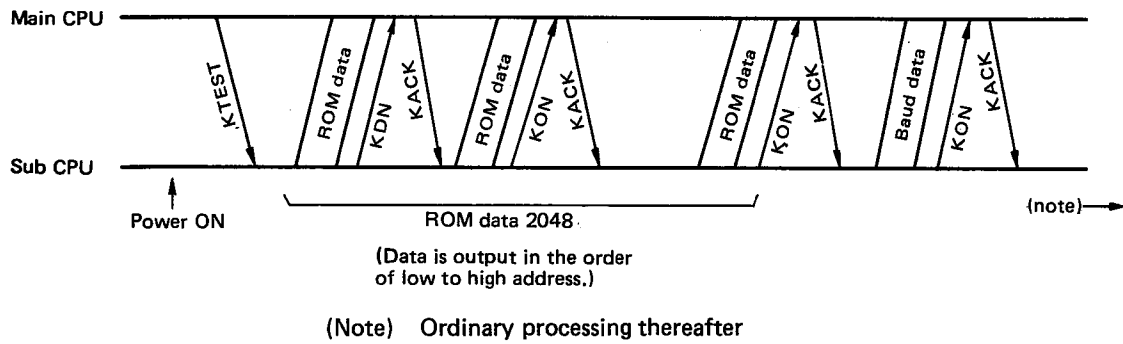 Main CPU
KTEST
ROM data
KDN
KACK
ROM data
KON
KACK
ROM data
KON
KACK
Baud data
KON
KACK
Sub CPU
Power ON
ROM data 2048
(note)
(Data is output in the order
of low to high address.)
(Note) Ordinary processing thereafter